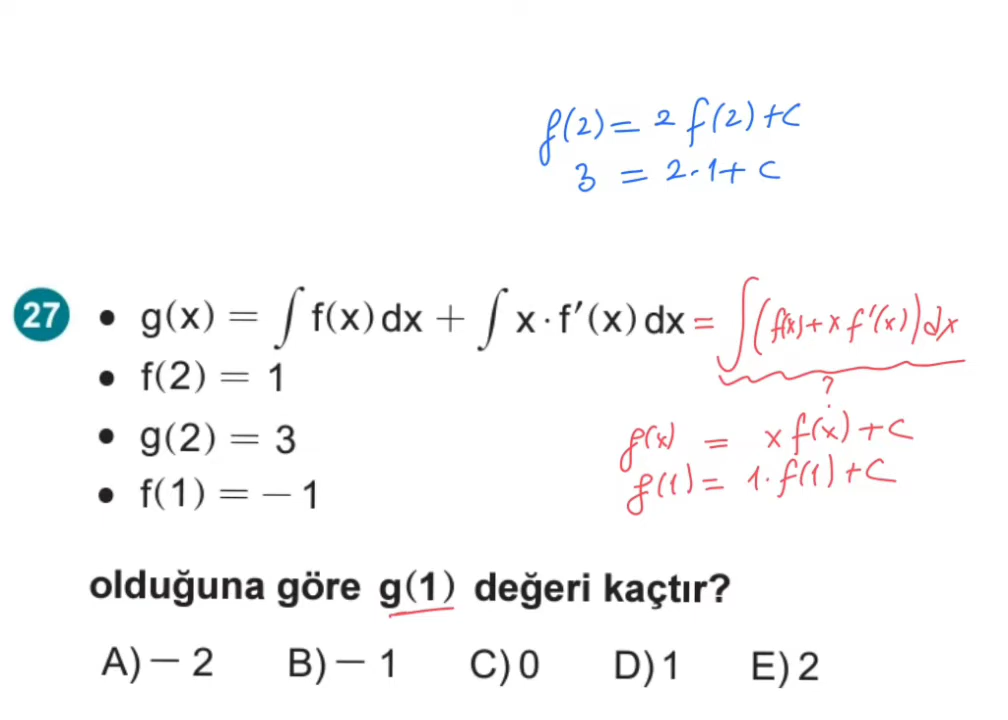 g(2) = 2 f(2) + C
3 = 2 · 1 + C
27 • g(x) = ∫ f(x) dx + ∫ x · f′(x) dx = ∫ (f(x) + x f′(x)) dx
• f(2) = 1
?
• g(2) = 3
g(x) = x f(x) + C
g(1) = 1 · f(1) + C
• f(1) = – 1
olduğuna göre g(1) değeri kaçtır?
A) – 2 B) – 1 C) 0 D) 1 E) 2